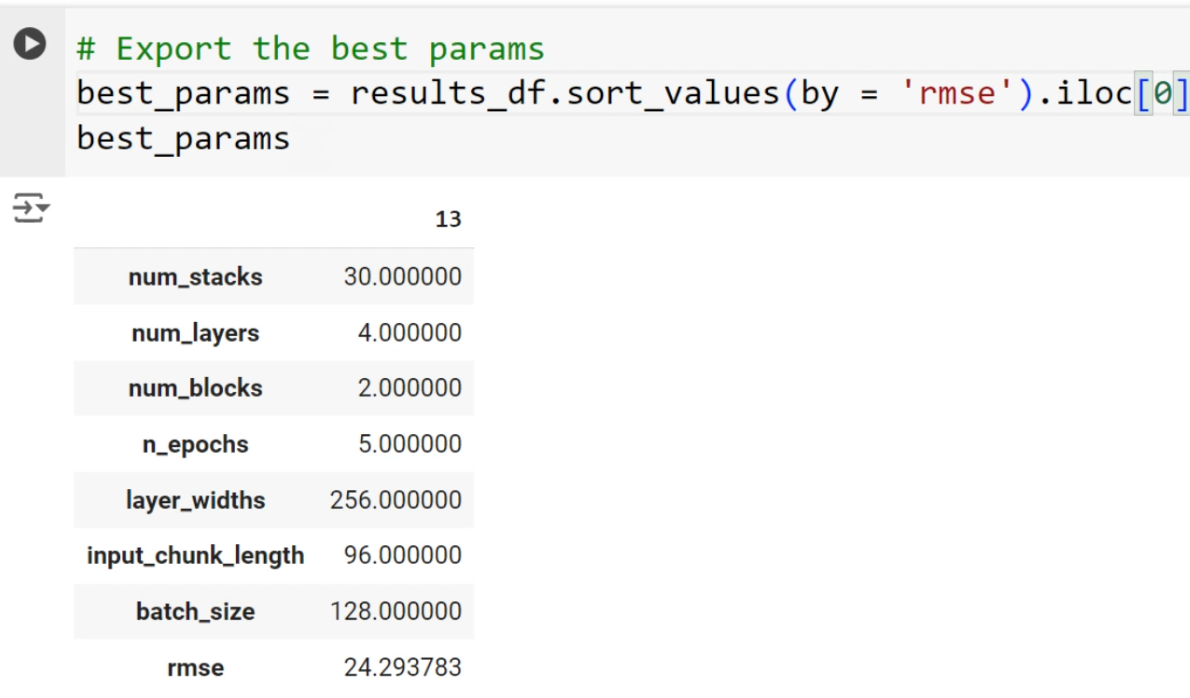 # Export the best params
best_params = results_df.sort_values(by = 'rmse').iloc[0]
best_params
13
num_stacks 30.000000
num_layers 4.000000
num_blocks 2.000000
n_epochs 5.000000
layer_widths 256.000000
input_chunk_length 96.000000
batch_size 128.000000
rmse 24.293783